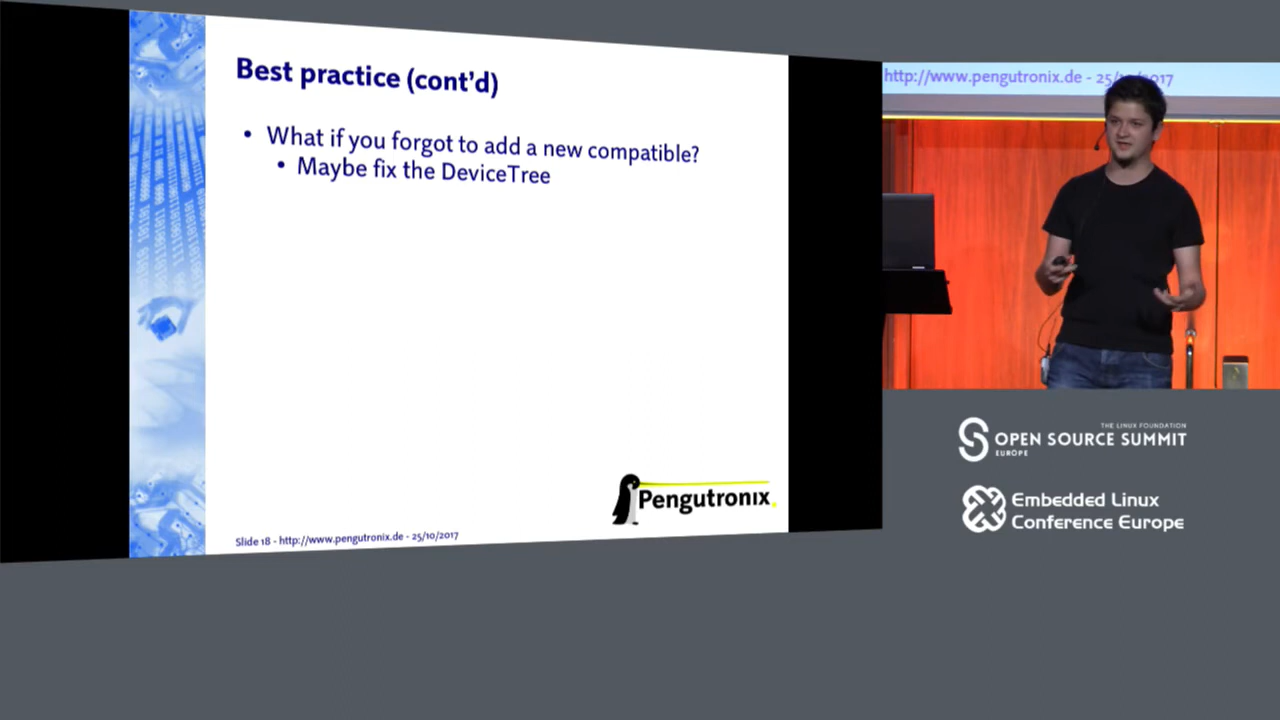 Best practice (cont'd)
• What if you forgot to add a new compatible?
• Maybe fix the DeviceTree
Pengutronix.
Slide 18 - http://www.pengutronix.de - 25/10/2017
http://www.pengutronix.de - 25/10/2017
THE LINUX FOUNDATION
OPEN SOURCE SUMMIT
EUROPE
Embedded Linux
Conference Europe